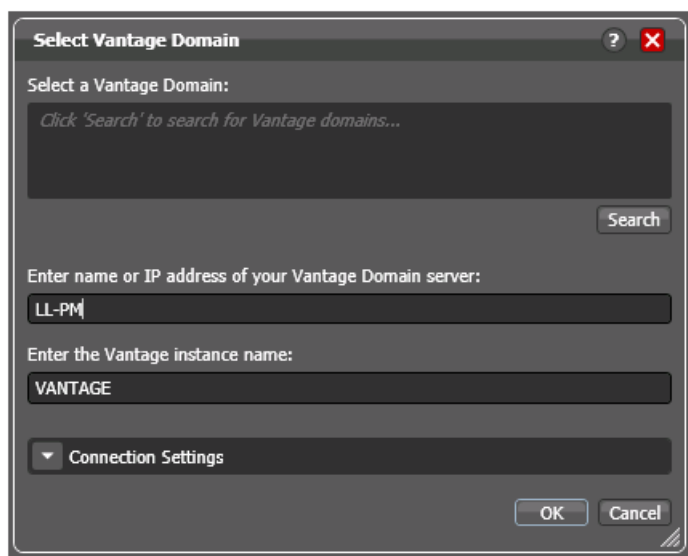 Select Vantage Domain
?
Select a Vantage Domain:
Click 'Search' to search for Vantage domains...
Search
Enter name or IP address of your Vantage Domain server:
LL-PM
Enter the Vantage instance name:
VANTAGE
Connection Settings
OK Cancel